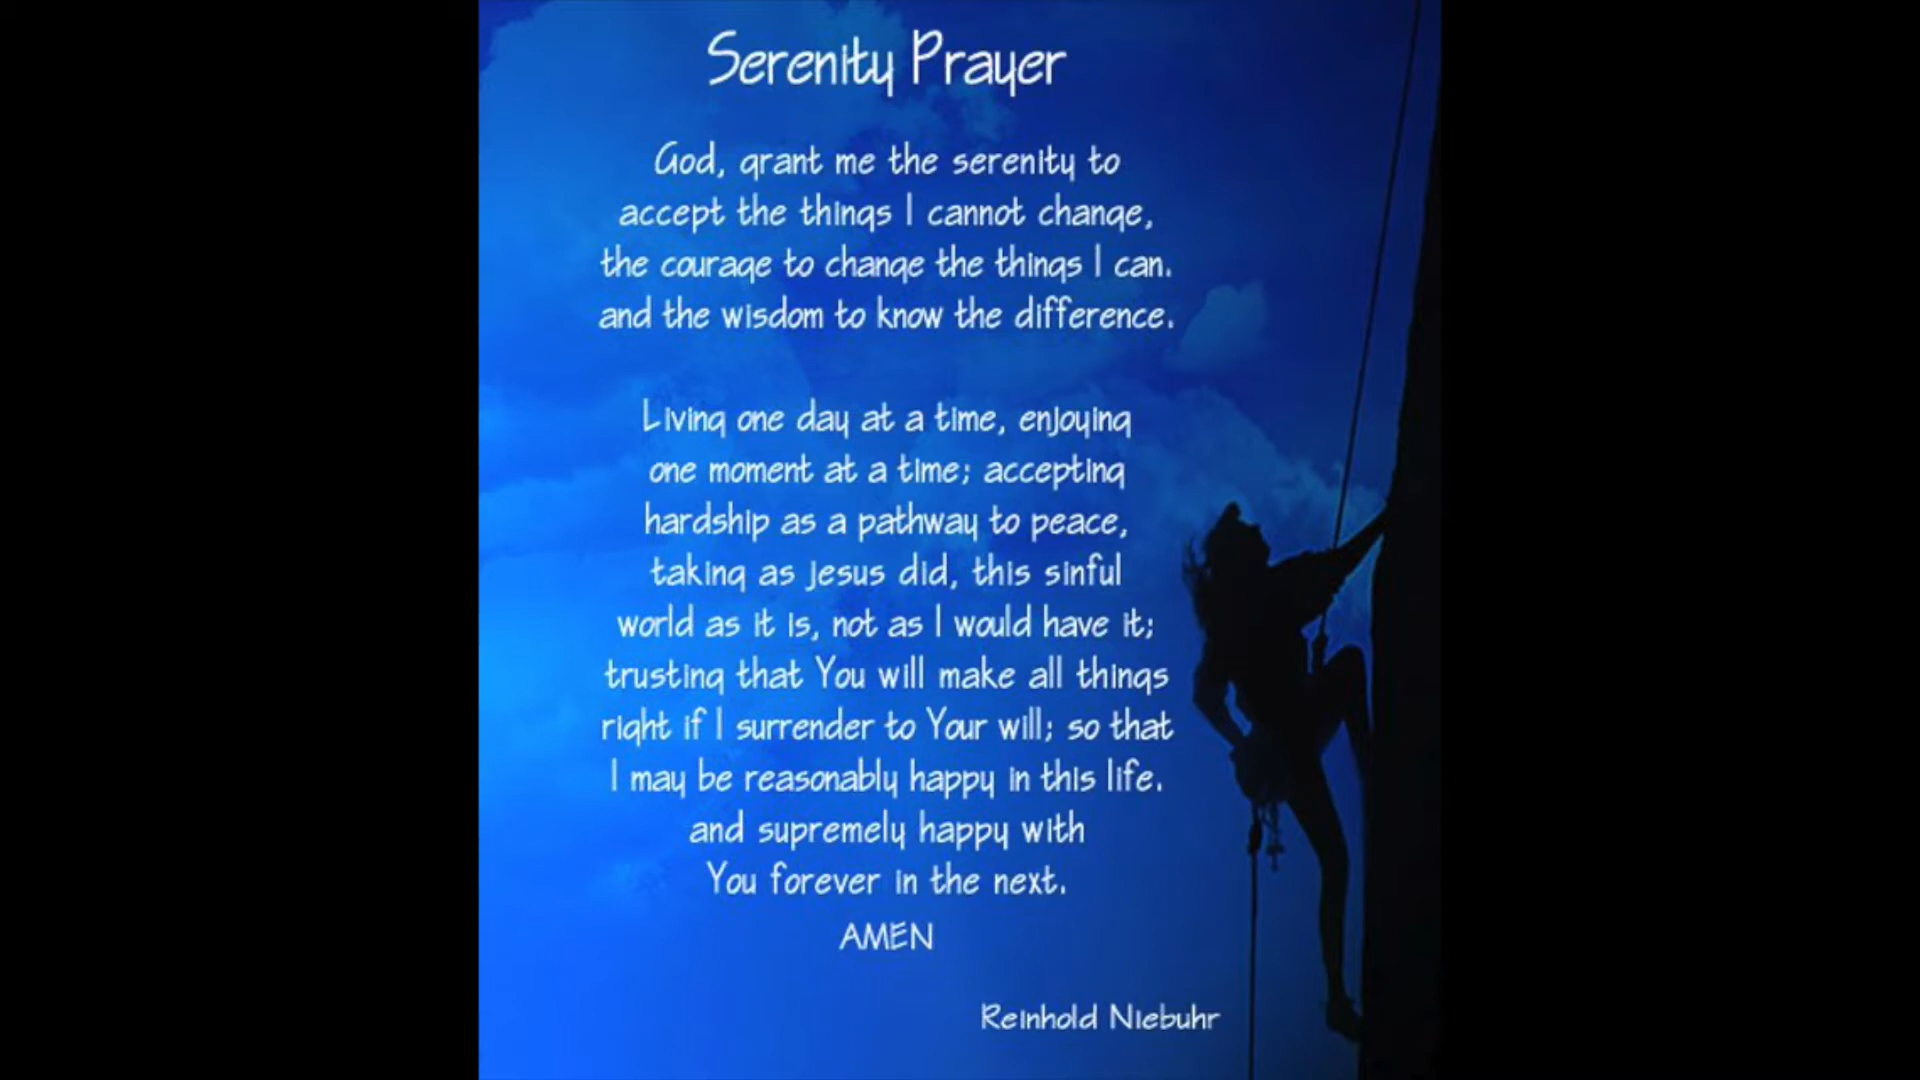 Serenity Prayer
God, grant me the serenity to
accept the things I cannot change,
the courage to change the things I can.
and the wisdom to know the difference.
Living one day at a time, enjoying
one moment at a time; accepting
hardship as a pathway to peace,
taking as Jesus did, this sinful
world as it is, not as I would have it;
trusting that You will make all things
right if I surrender to Your will; so that
I may be reasonably happy in this life.
and supremely happy with
You forever in the next.
AMEN
Reinhold Niebuhr